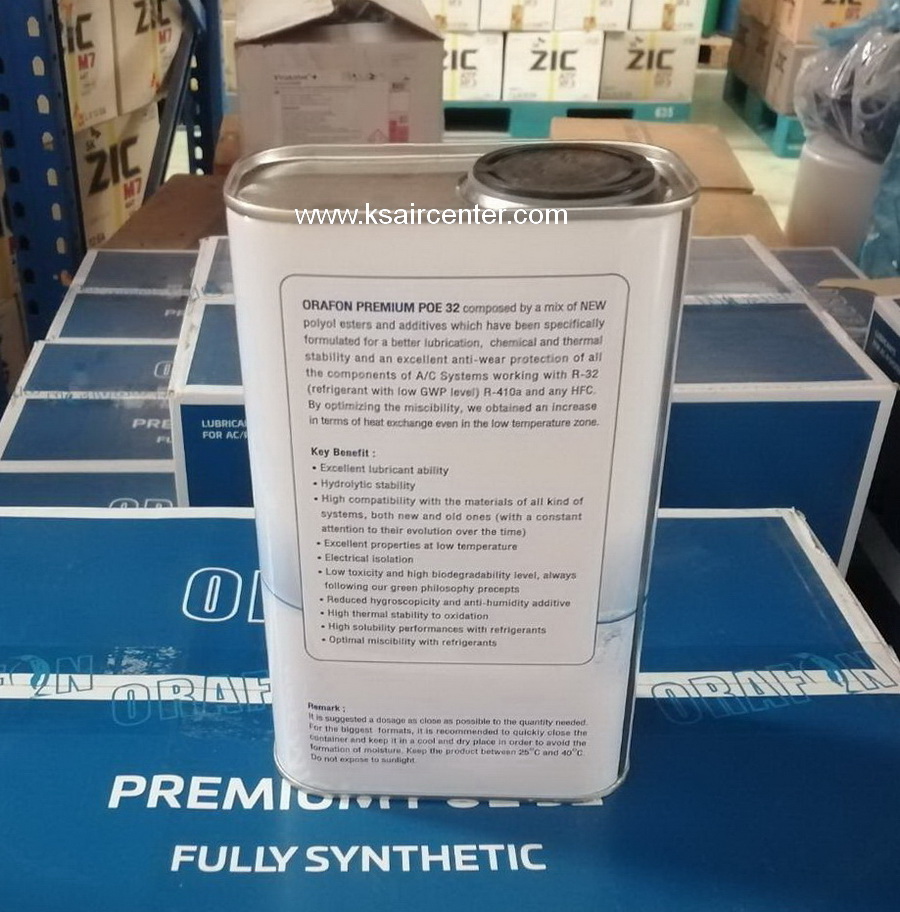 ZIC
M7
ZIC
M7
ZIC
ZIC
ZIC
635
www.ksaircenter.com
ORAFON PREMIUM POE 32 composed by a mix of NEW
polyol esters and additives which have been specifically
formulated for a better lubrication, chemical and thermal
stability and an excellent anti-wear protection of all
the components of A/C Systems working with R-32
(refrigerant with low GWP level) R-410a and any HFC.
By optimizing the miscibility, we obtained an increase
in terms of heat exchange even in the low temperature zone.
Key Benefit :
• Excellent lubricant ability
• Hydrolytic stability
• High compatibility with the materials of all kind of
systems, both new and old ones (with a constant
attention to their evolution over the time)
• Excellent properties at low temperature
• Electrical isolation
• Low toxicity and high biodegradability level, always
following our green philosophy precepts
• Reduced hygroscopicity and anti-humidity additive
• High thermal stability to oxidation
• High solubility performances with refrigerants
• Optimal miscibility with refrigerants
Remark ;
It is suggested a dosage as close as possible to the quantity needed.
For the biggest formats, it is recommended to quickly close the
container and keep it in a cool and dry place in order to avoid the
formation of moisture. Keep the product between 25°C and 40°C.
Do not expose to sunlight.
LUBRICA
FOR AC/
PRE
FULLY
ORAFON
PREMIUM
FULLY SYNTHETIC